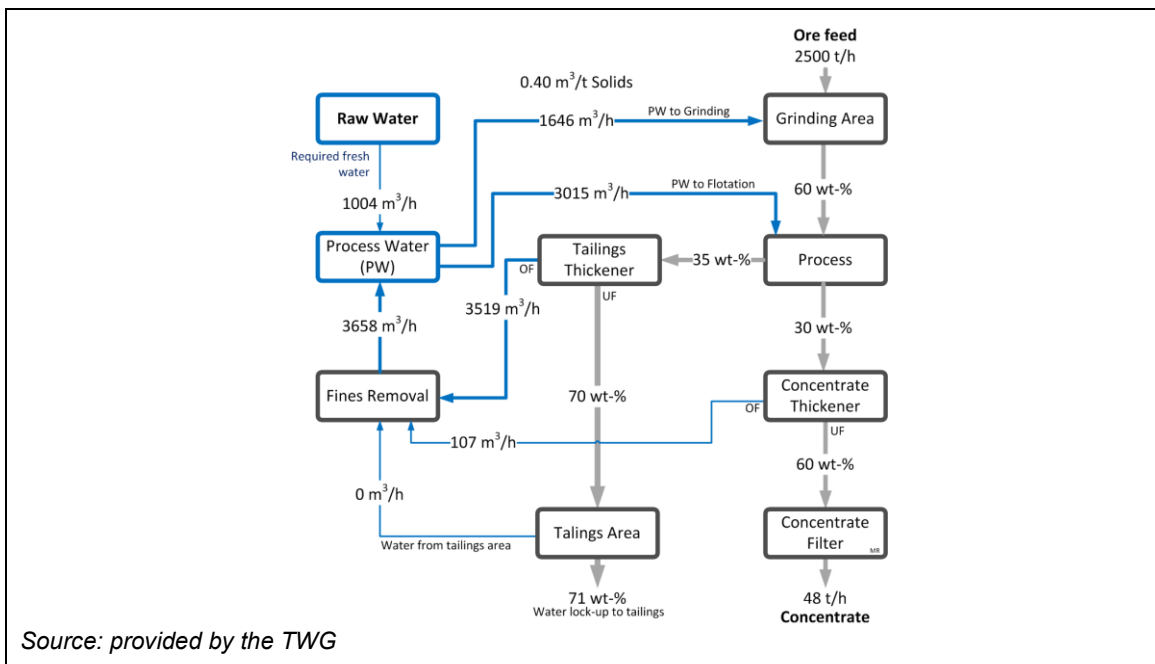 Ore feed
2500 t/h
0.40 m³/t Solids
Raw Water
1646 m³/h
PW to Grinding
Grinding Area
Required fresh
water
60 wt-%
1004 m³/h
3015 m³/h
PW to Flotation
Process Water
(PW)
Tailings
Thickener
OF
UF
35 wt-%
Process
3519 m³/h
3658 m³/h
30 wt-%
Fines Removal
70 wt-%
Concentrate
Thickener
OF
UF
107 m³/h
60 wt-%
0 m³/h
Talings Area
Concentrate
Filter
MR
Water from tailings area
71 wt-%
Water lock-up to tailings
48 t/h
Concentrate
Source: provided by the TWG